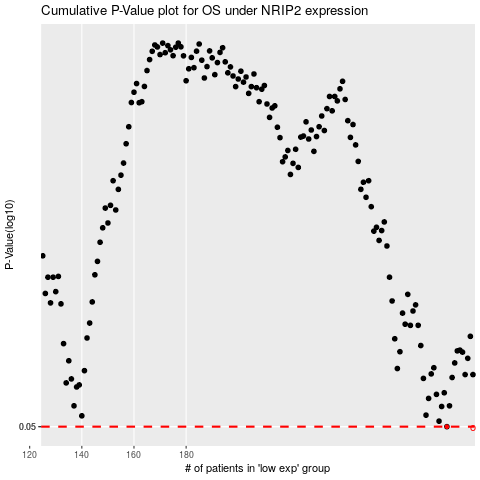 Cumulative P-Value plot for OS under NRIP2 expression
P-Value(log10)
0.05
120 140 160 180
# of patients in 'low exp' group